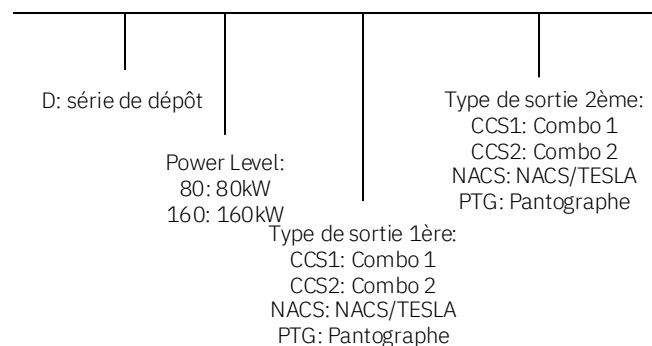 D: série de dépôt
Power Level:
80: 80kW
160: 160kW
Type de sortie 1ère:
CCS1: Combo 1
CCS2: Combo 2
NACS: NACS/TESLA
PTG: Pantographe
Type de sortie 2ème:
CCS1: Combo 1
CCS2: Combo 2
NACS: NACS/TESLA
PTG: Pantographe